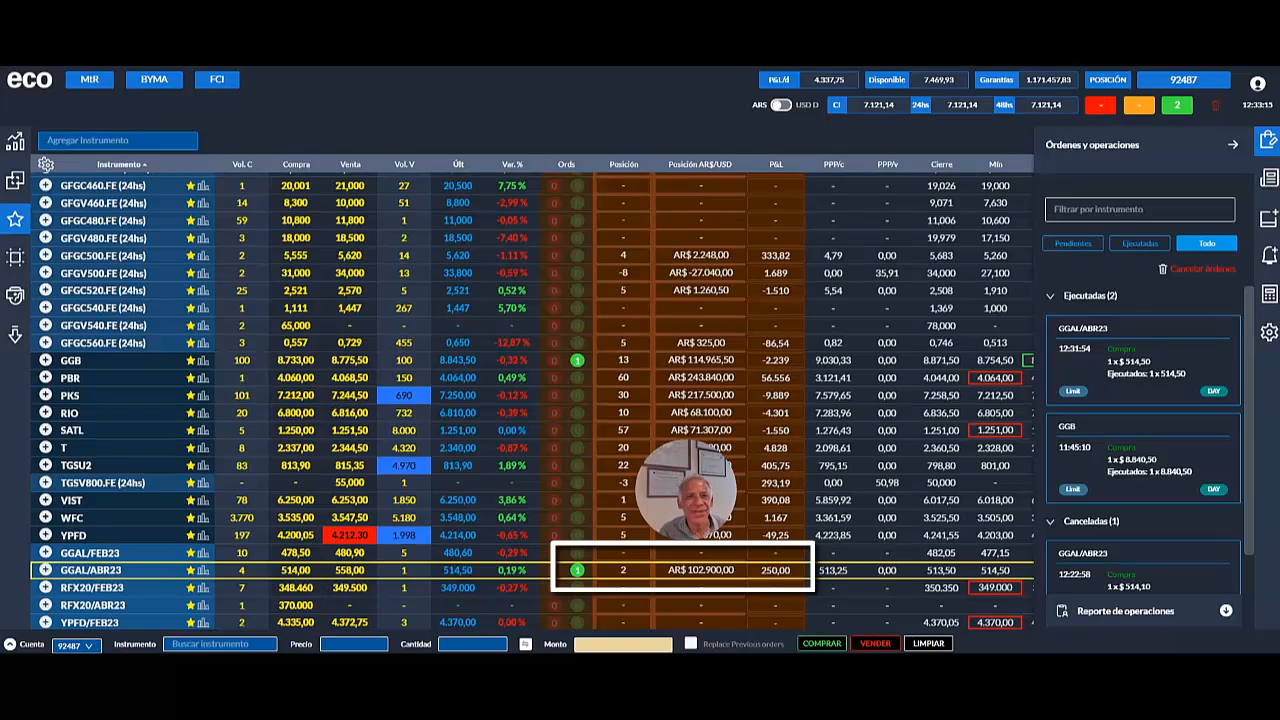 eco MtR BYMA FCI P&L/d 4.337,75 Disponible 7.469,93 Garantías 1.171.457,83 POSICIÓN 92487
ARS USD D CI 7.121,14 24hs 7.121,14 48hs 7.121,14 - - 2 12:33:15
Agregar Instrumento
Instrumento Vol. C Compra Venta Vol. V Últ Var. % Ords Posición Posición AR$/USD P&L PPP/c PPP/v Cierre Mín
GFGC460.FE (24hs) 1 20,001 21,000 27 20,500 7,75 % 0 0 - - - - - 19,026 19,000
GFGV460.FE (24hs) 14 8,300 10,000 51 8,800 -2,99 % 0 0 - - - - - 9,071 7,630
GFGC480.FE (24hs) 59 10,800 11,800 1 11,000 -0,05 % 0 0 - - - - - 11,006 10,600
GFGV480.FE (24hs) 3 18,000 18,500 2 18,500 -7,40 % 0 0 - - - - - 19,979 17,150
GFGC500.FE (24hs) 2 5,555 5,620 14 5,620 -1,11 % 0 0 4 AR$ 2.248,00 333,82 4,79 0,00 5,683 5,260
GFGV500.FE (24hs) 2 31,000 34,000 13 33,800 -0,59 % 0 0 -8 AR$ -27.040,00 1.689 0,00 35,91 34,000 27,100
GFGC520.FE (24hs) 25 2,521 2,570 5 2,521 0,52 % 0 0 5 AR$ 1.260,50 -1.510 5,54 0,00 2,508 1,910
GFGC540.FE (24hs) 1 1,111 1,447 267 1,447 5,70 % 0 0 - - - - - 1,369 1,000
GFGV540.FE (24hs) 2 65,000 - - - - 0 0 - - - - - 78,000 -
GFGC560.FE (24hs) 3 0,557 0,729 455 0,650 -12,87 % 0 0 5 AR$ 325,00 -86,54 0,82 0,00 0,746 0,513
GGB 100 8.733,00 8.775,50 100 8.843,50 -0,32 % 0 1 13 AR$ 114.965,50 -2.239 9.030,33 0,00 8.871,50 8.754,50
PBR 1 4.060,00 4.068,50 150 4.064,00 0,49 % 0 0 60 AR$ 243.840,00 56.556 3.121,41 0,00 4.044,00 4.064,00
PKS 101 7.212,00 7.244,50 690 7.250,00 -0,12 % 0 0 30 AR$ 217.500,00 -9.889 7.579,65 0,00 7.258,50 7.212,50
RIO 20 6.800,00 6.816,00 732 6.810,00 -0,39 % 0 0 10 AR$ 68.100,00 -4.301 7.283,96 0,00 6.836,50 6.805,00
SATL 5 1.250,00 1.251,50 8.000 1.251,50 0,00 % 0 0 57 AR$ 71.307,00 -1.550 1.276,43 0,00 1.251,50 1.251,00
T 8 2.337,00 2.344,50 4.320 2.340,00 -0,87 % 0 0 20 00,00 4.828 2.098,61 0,00 2.360,50 2.328,00
TGSU2 83 813,90 815,35 4.970 813,90 1,89 % 0 0 22 405,75 795,15 0,00 798,80 801,00
TGSV800.FE (24hs) - - 55,000 1 - - 0 0 -3 293,19 0,00 50,98 50,000 -
VIST 78 6.250,00 6.253,00 1.850 6.250,00 3,86 % 0 0 1 390,08 5.859,92 0,00 6.017,50 6.018,00
WFC 3.770 3.535,00 3.547,50 5.180 3.548,00 0,64 % 0 0 5 1.167 3.361,59 0,00 3.525,50 3.505,50
YPFD 197 4.200,05 4.212,30 1.998 4.214,00 -0,65 % 0 0 5 070,00 -49,25 4.223,85 0,00 4.241,55 4.203,00
GGAL/FEB23 10 478,50 480,90 5 480,60 -0,29 % 0 0 - - - - - 482,05 477,15
GGAL/ABR23 4 514,00 558,00 1 514,50 0,19 % 0 1 2 AR$ 102.900,00 250,00 513,25 0,00 513,50 514,50
RFX20/FEB23 7 348.460 349.500 1 349.000 -0,27 % 0 0 - - - - - 350.350 349.000
RFX20/ABR23 1 370.000 - - - - 0 0 - - - - - - -
YPFD/FEB23 2 4.335,00 4.372,75 3 4.370,00 0,00 % 0 0 - - - - - 4.370,05 4.370,00
Órdenes y operaciones
Filtrar por instrumento
Pendientes Ejecutadas Todo
Cancelar órdenes
Ejecutadas (2)
GGAL/ABR23
12:31:54 Compra
1 x $ 514,50
Ejecutados: 1 x 514,50
Limit DAY
GGB
11:45:10 Compra
1 x $ 8.840,50
Ejecutados: 1 x 8.840,50
Limit DAY
Canceladas (1)
GGAL/ABR23
12:22:58 Compra
1 x $ 514,10
Reporte de operaciones
Cuenta 92487 Instrumento Buscar instrumento Precio Cantidad Monto Replace Previous orders COMPRAR VENDER LIMPIAR